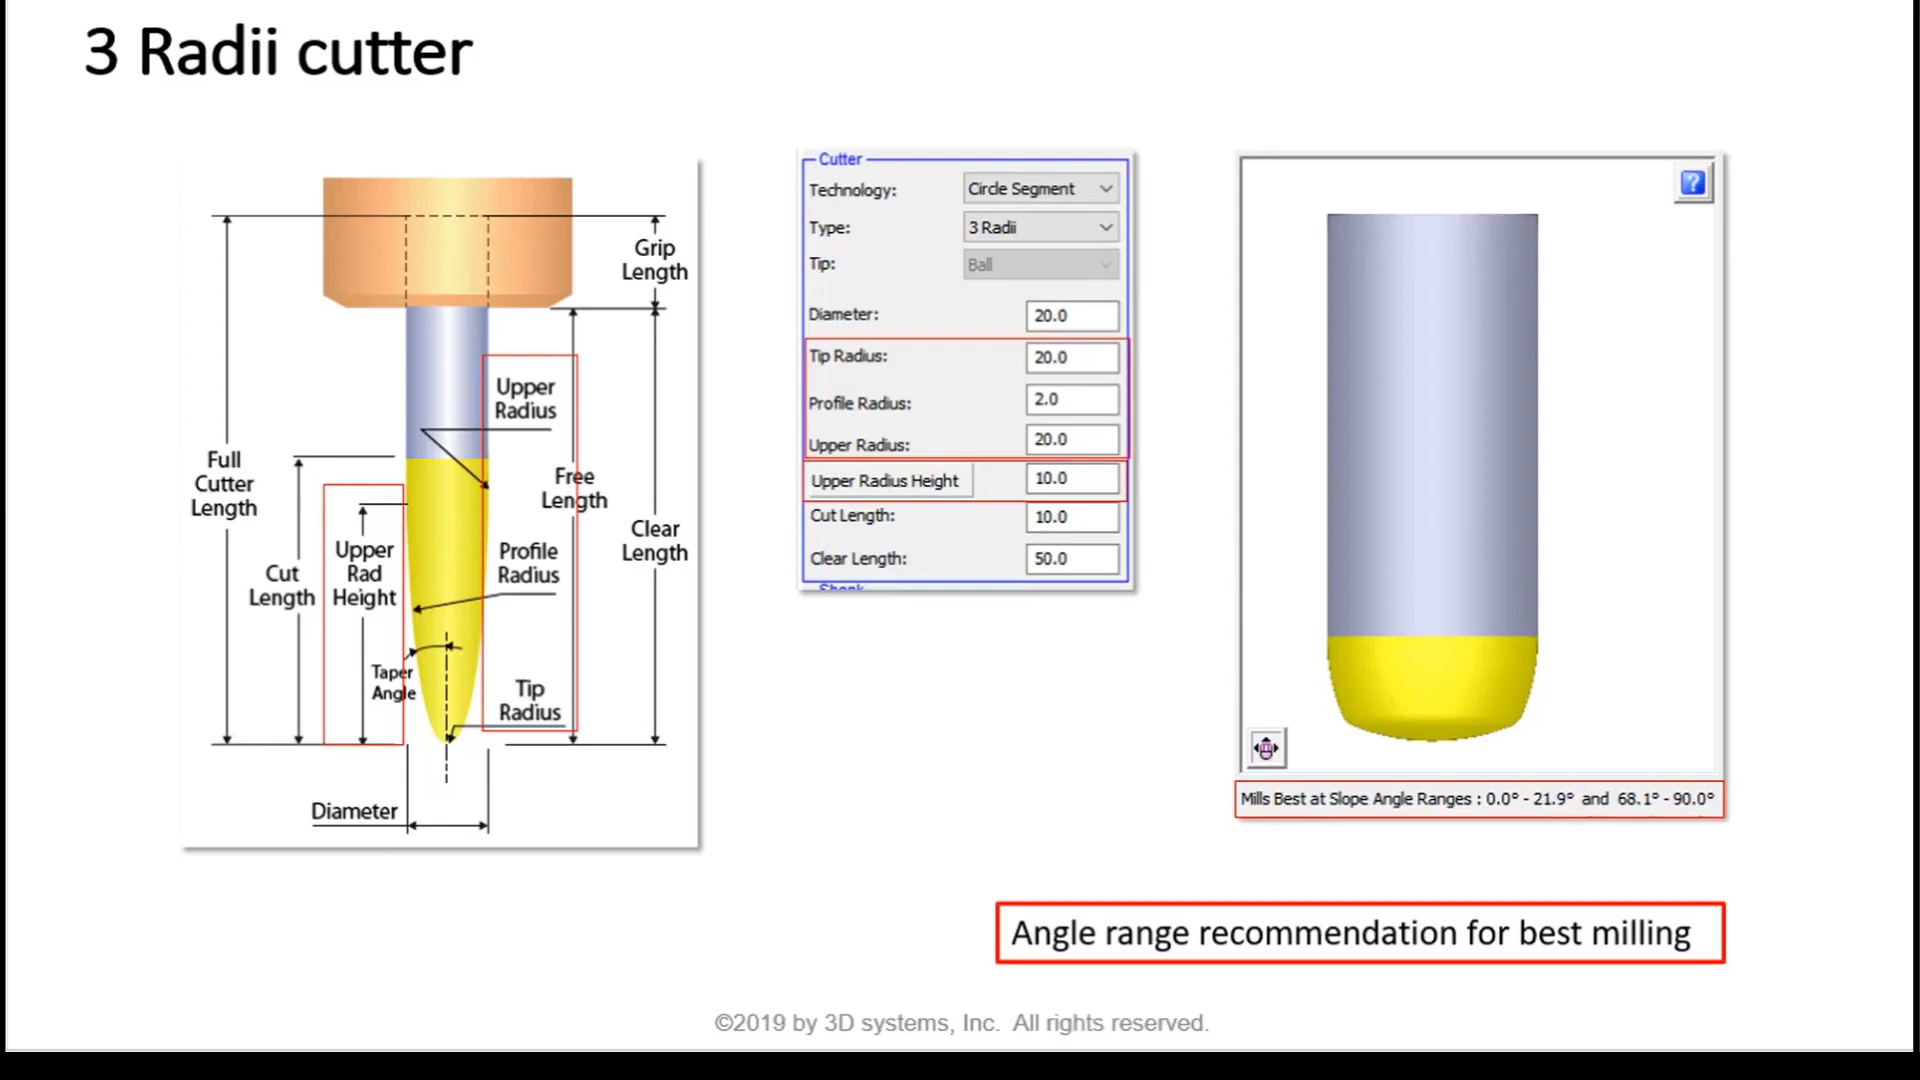 3 Radii cutter
Grip
Length
Upper
Radius
Full
Cutter
Length
Free
Length
Clear
Length
Upper
Rad
Height
Profile
Radius
Cut
Length
Taper
Angle
Tip
Radius
Diameter
Cutter
Technology: Circle Segment
Type: 3 Radii
Tip: Ball
Diameter: 20.0
Tip Radius: 20.0
Profile Radius: 2.0
Upper Radius: 20.0
Upper Radius Height 10.0
Cut Length: 10.0
Clear Length: 50.0
?
Mills Best at Slope Angle Ranges : 0.0° - 21.9° and 68.1° - 90.0°
Angle range recommendation for best milling
©2019 by 3D systems, Inc. All rights reserved.